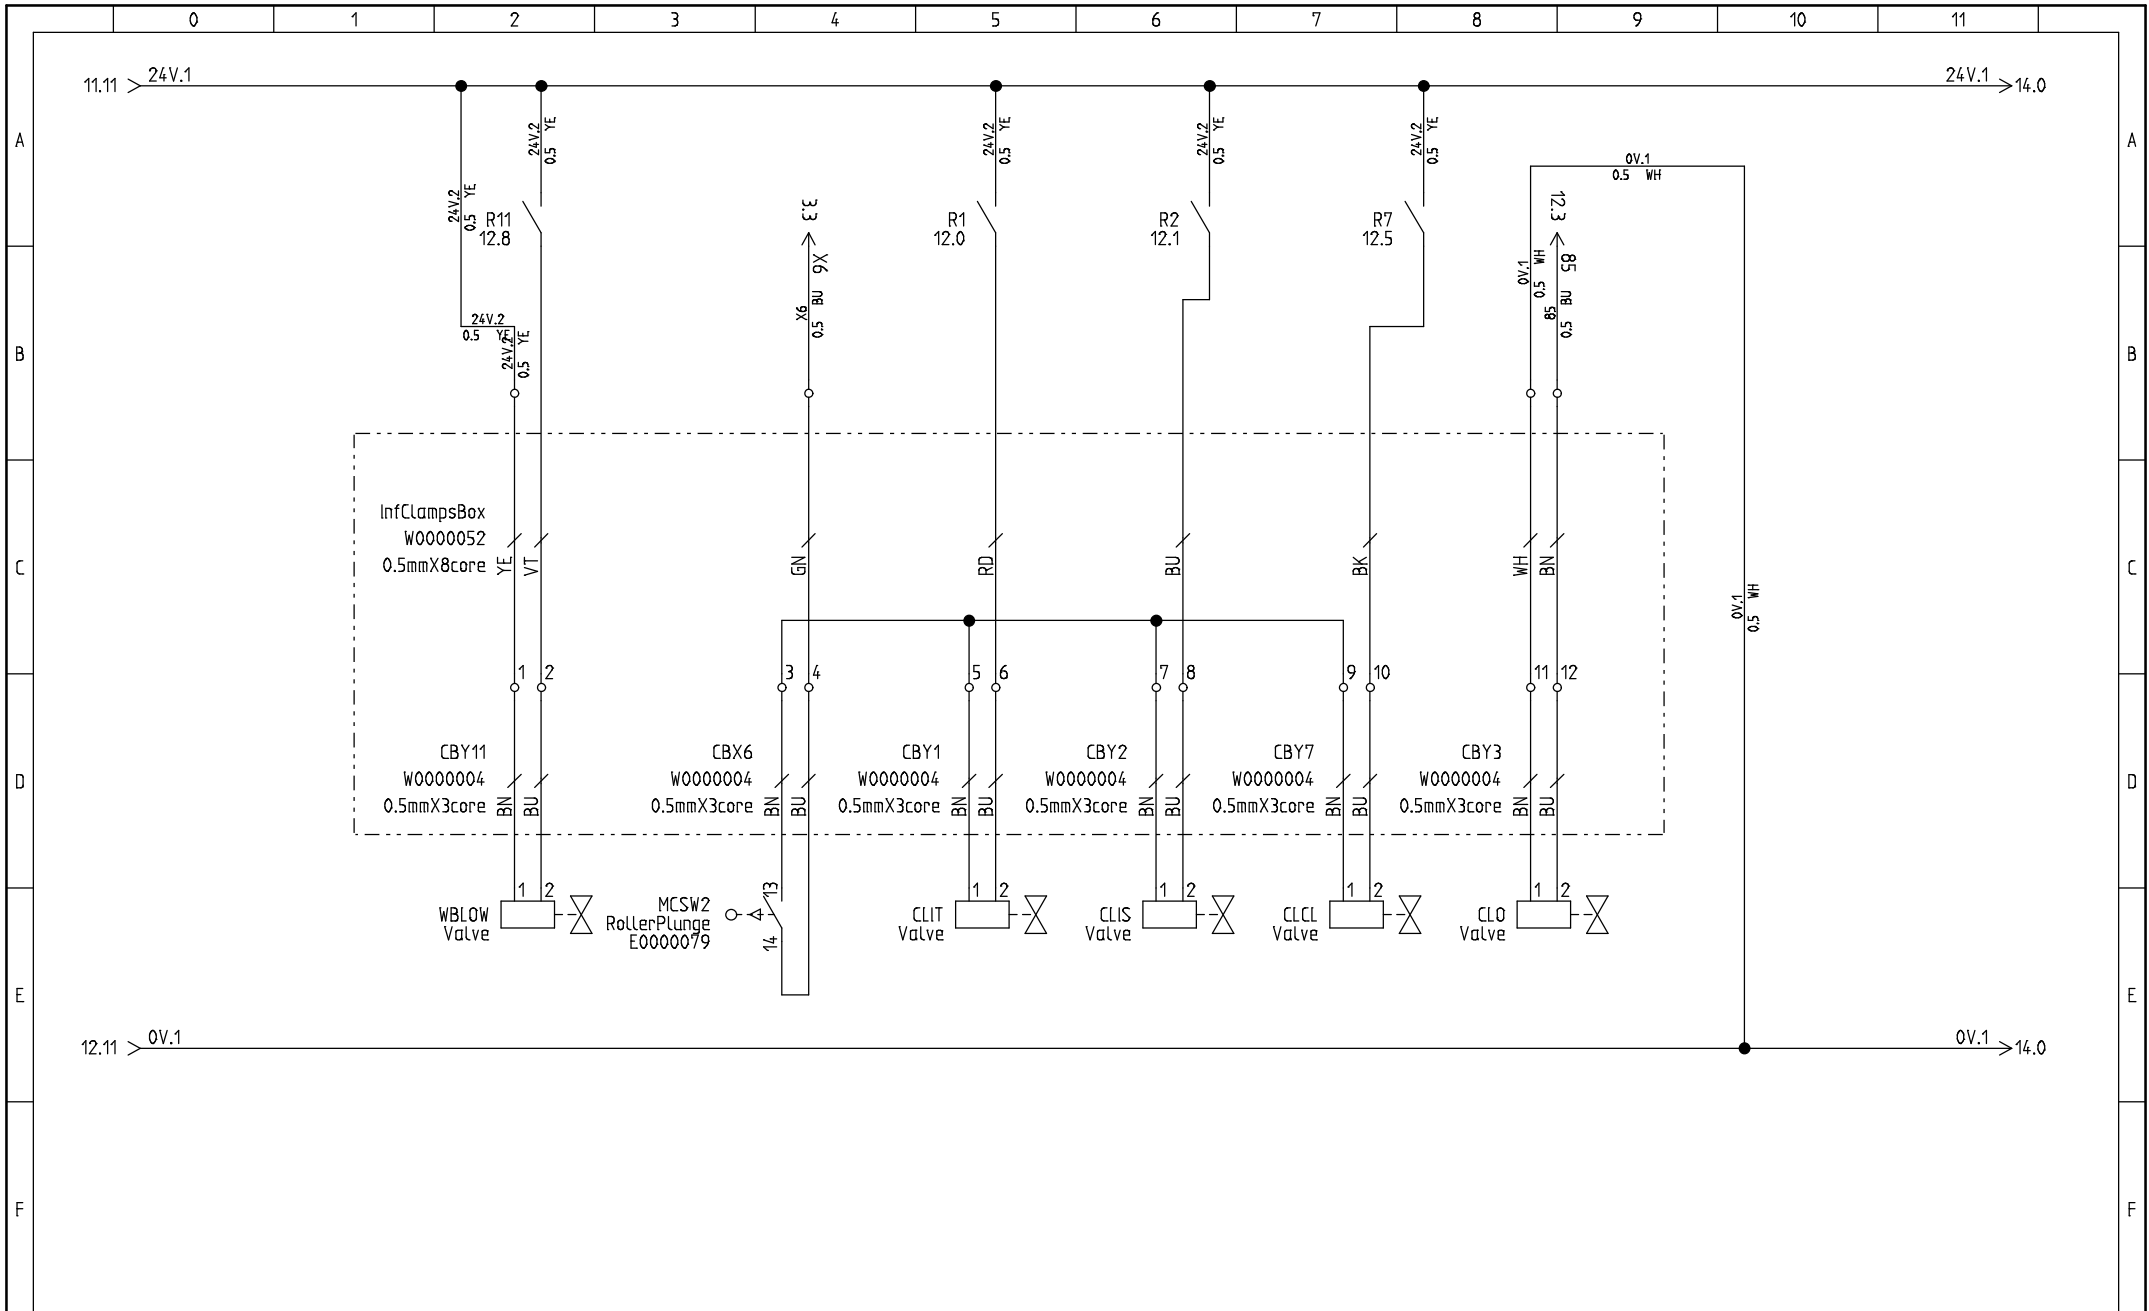 0 1 2 3 4 5 6 7 8 9 10 11
11.11 24V.1 24V.1 14.0
A A
24V.2 YE
0.5
24V.2 YE
0.5
24V.2 YE
0.5
24V.2 YE
0.5
24V.2 YE
0.5
0V.1
0.5 WH
R11
12.8
3.3
R1
12.0
R2
12.1
R7
12.5
12.3
X6
85
0V.1 WH
0.5
X6
0.5 BU
85
0.5 BU
24V.2
0.5 YE
24V.2 YE
0.5
B B
InfClampsBox
W0000052
0.5mmX8core
YE VT GN RD BU BK WH BN
C C
0V.1 WH
0.5
1 2 3 4 5 6 7 8 9 10 11 12
CBY11
W0000004
0.5mmX3core
BN BU
CBX6
W0000004
0.5mmX3core
BN BU
CBY1
W0000004
0.5mmX3core
BN BU
CBY2
W0000004
0.5mmX3core
BN BU
CBY7
W0000004
0.5mmX3core
BN BU
CBY3
W0000004
0.5mmX3core
BN BU
D D
1 2
WBLOW
Valve
13
MCSW2
RollerPlunge
E0000079
14
1 2
CLIT
Valve
1 2
CLIS
Valve
1 2
CLCL
Valve
1 2
CLO
Valve
E E
12.11 0V.1 0V.1 14.0
F F